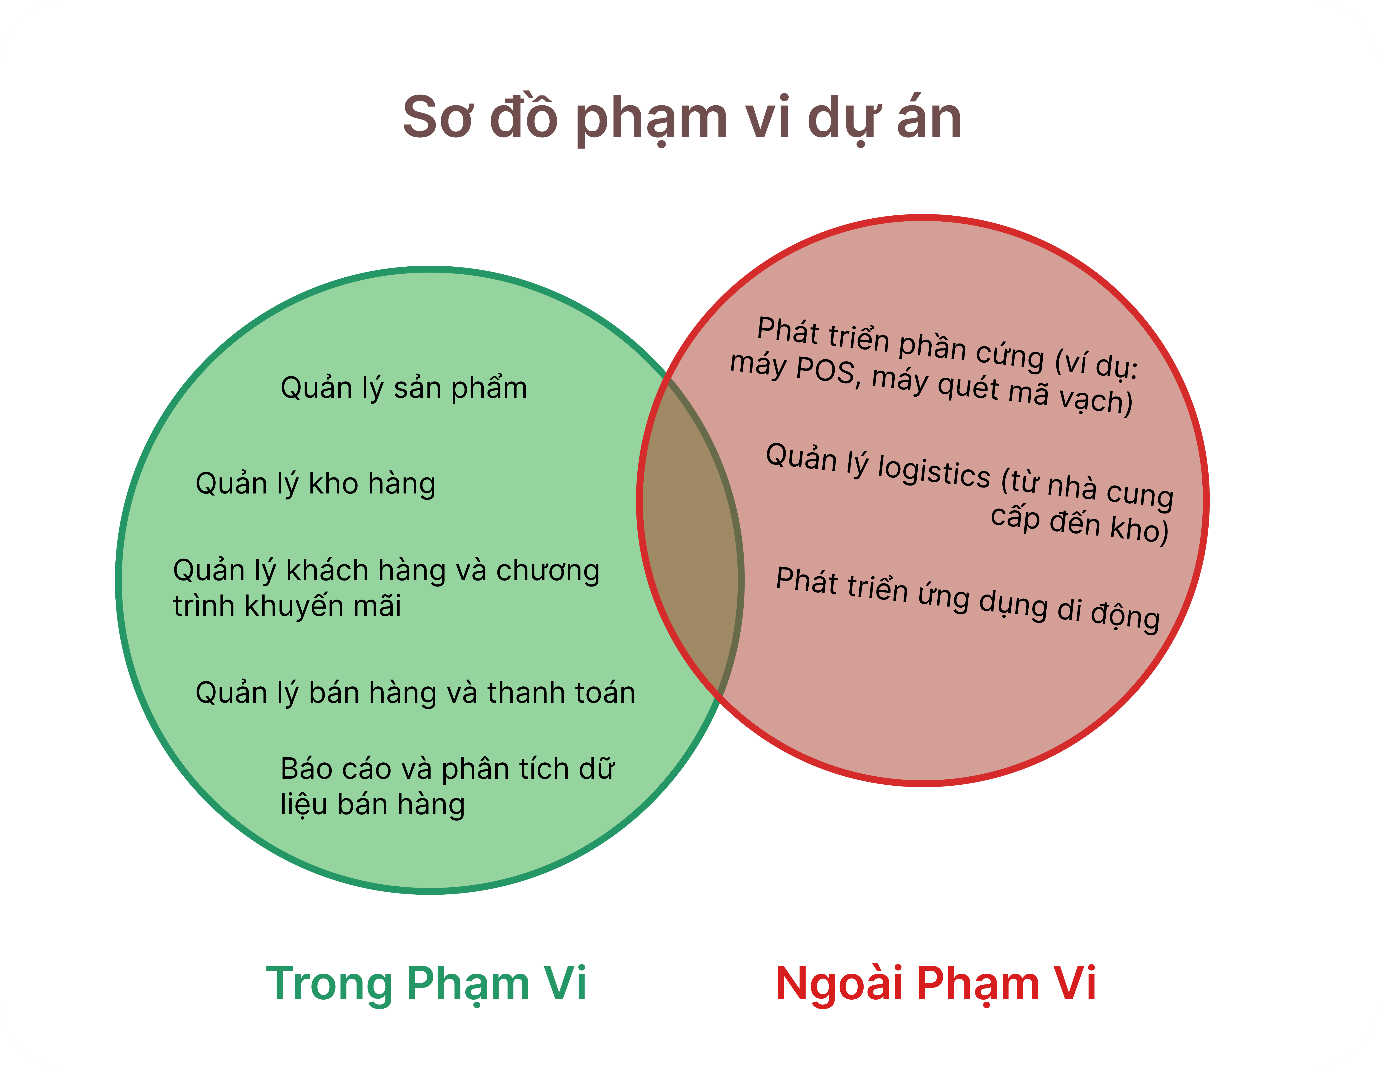 Sơ đồ phạm vi dự án
Quản lý sản phẩm
Quản lý kho hàng
Quản lý khách hàng và chương
trình khuyến mãi
Quản lý bán hàng và thanh toán
Báo cáo và phân tích dữ
liệu bán hàng
Phát triển phần cứng (ví dụ:
máy POS, máy quét mã vạch)
Quản lý logistics (từ nhà cung
cấp đến kho)
Phát triển ứng dụng di động
Trong Phạm Vi
Ngoài Phạm Vi